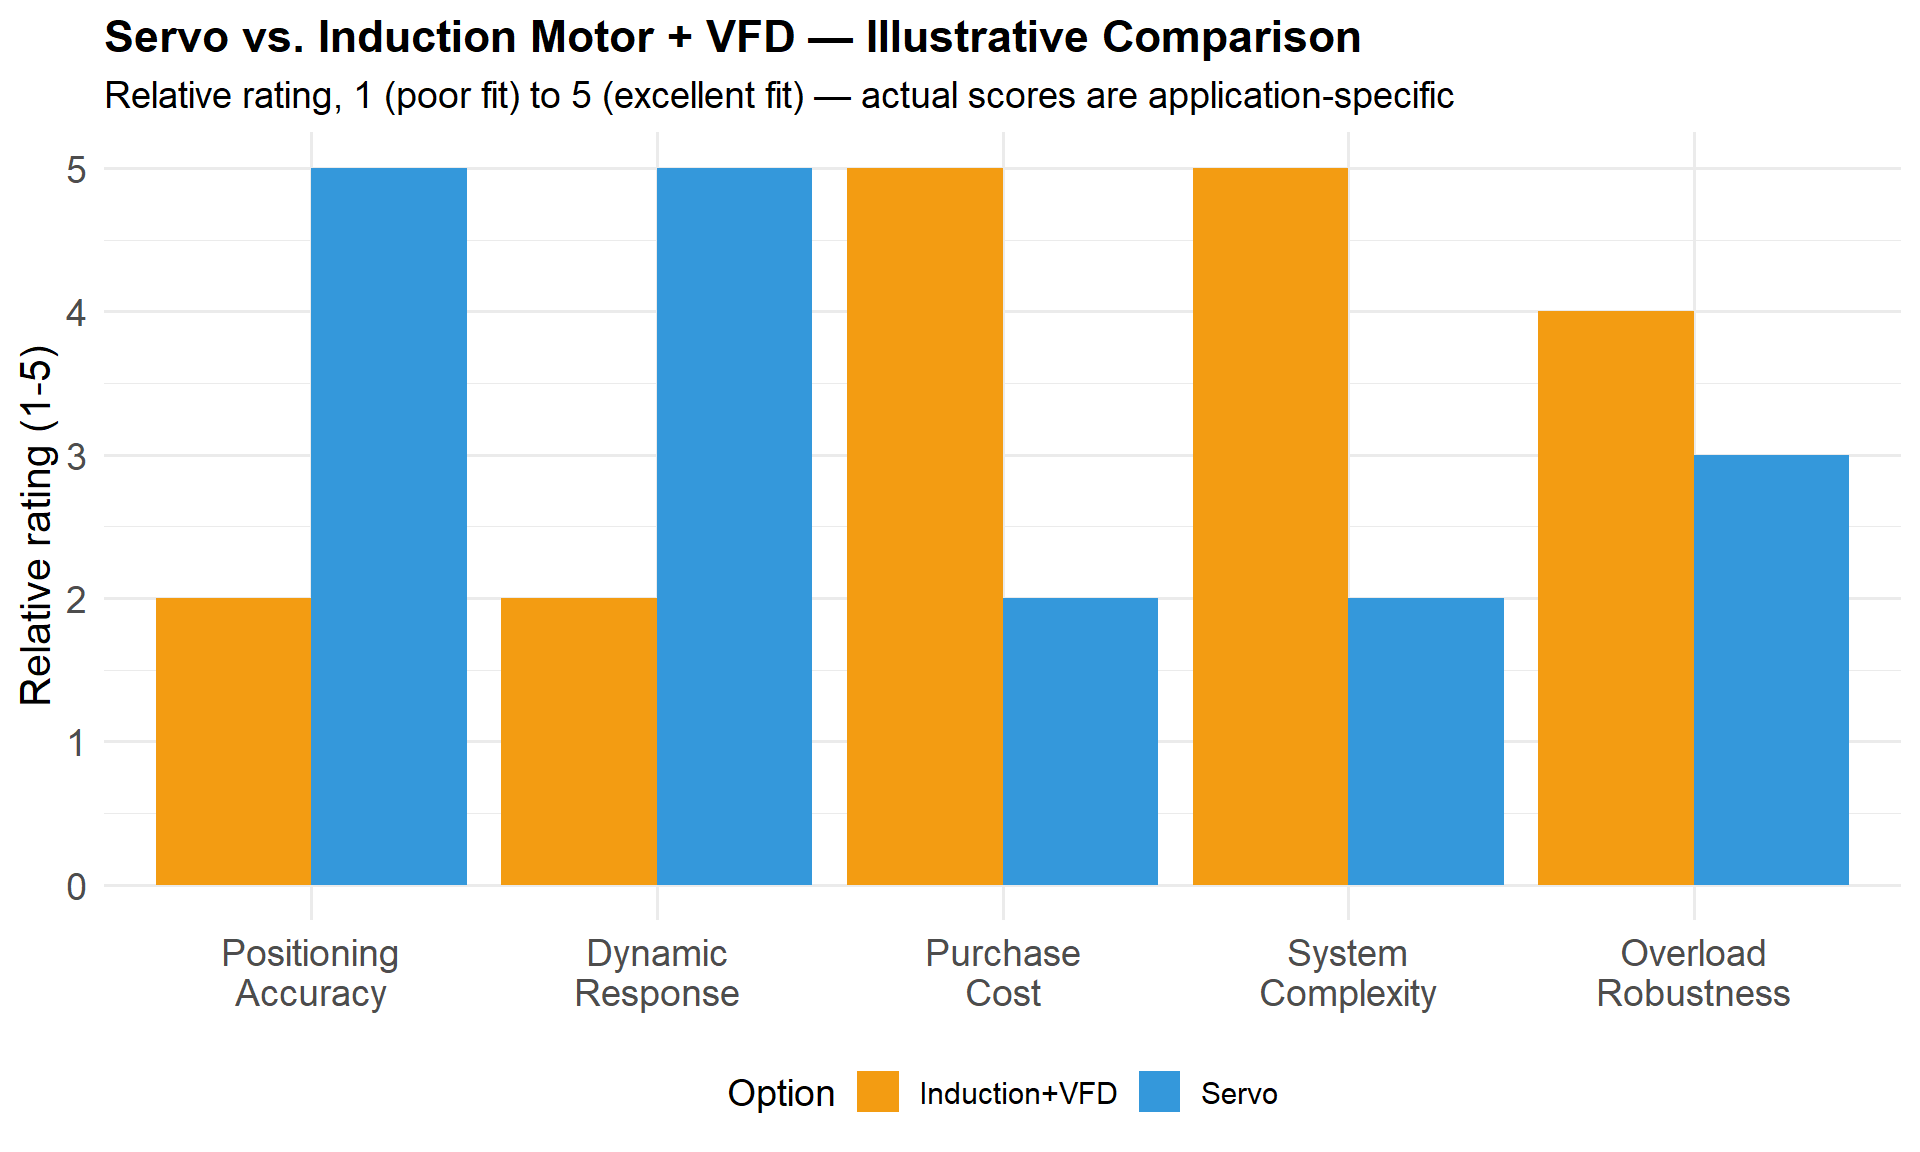 Servo vs. Induction Motor + VFD — Illustrative Comparison
Relative rating, 1 (poor fit) to 5 (excellent fit) — actual scores are application-specific
Relative rating (1-5)
5
4
3
2
1
0
Positioning
Accuracy
Dynamic
Response
Purchase
Cost
System
Complexity
Overload
Robustness
Option
Induction+VFD
Servo